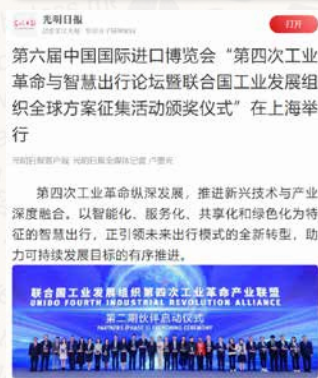 光明日报
打开
第六届中国国际进口博览会“第四次工业
革命与智慧出行论坛暨联合国工业发展组
织全球方案征集活动颁奖仪式”在上海举
行
第四次工业革命纵深发展，推进新兴技术与产业
深度融合。以智能化、服务化、共享化和绿色化为特
征的智慧出行，正引领未来出行模式的全新转型，助
力可持续发展目标的有序推进。
联合国工业发展组织第四次工业革命产业联盟
UNIDO FOURTH INDUSTRIAL REVOLUTION ALLIANCE
第二期伙伴启动仪式